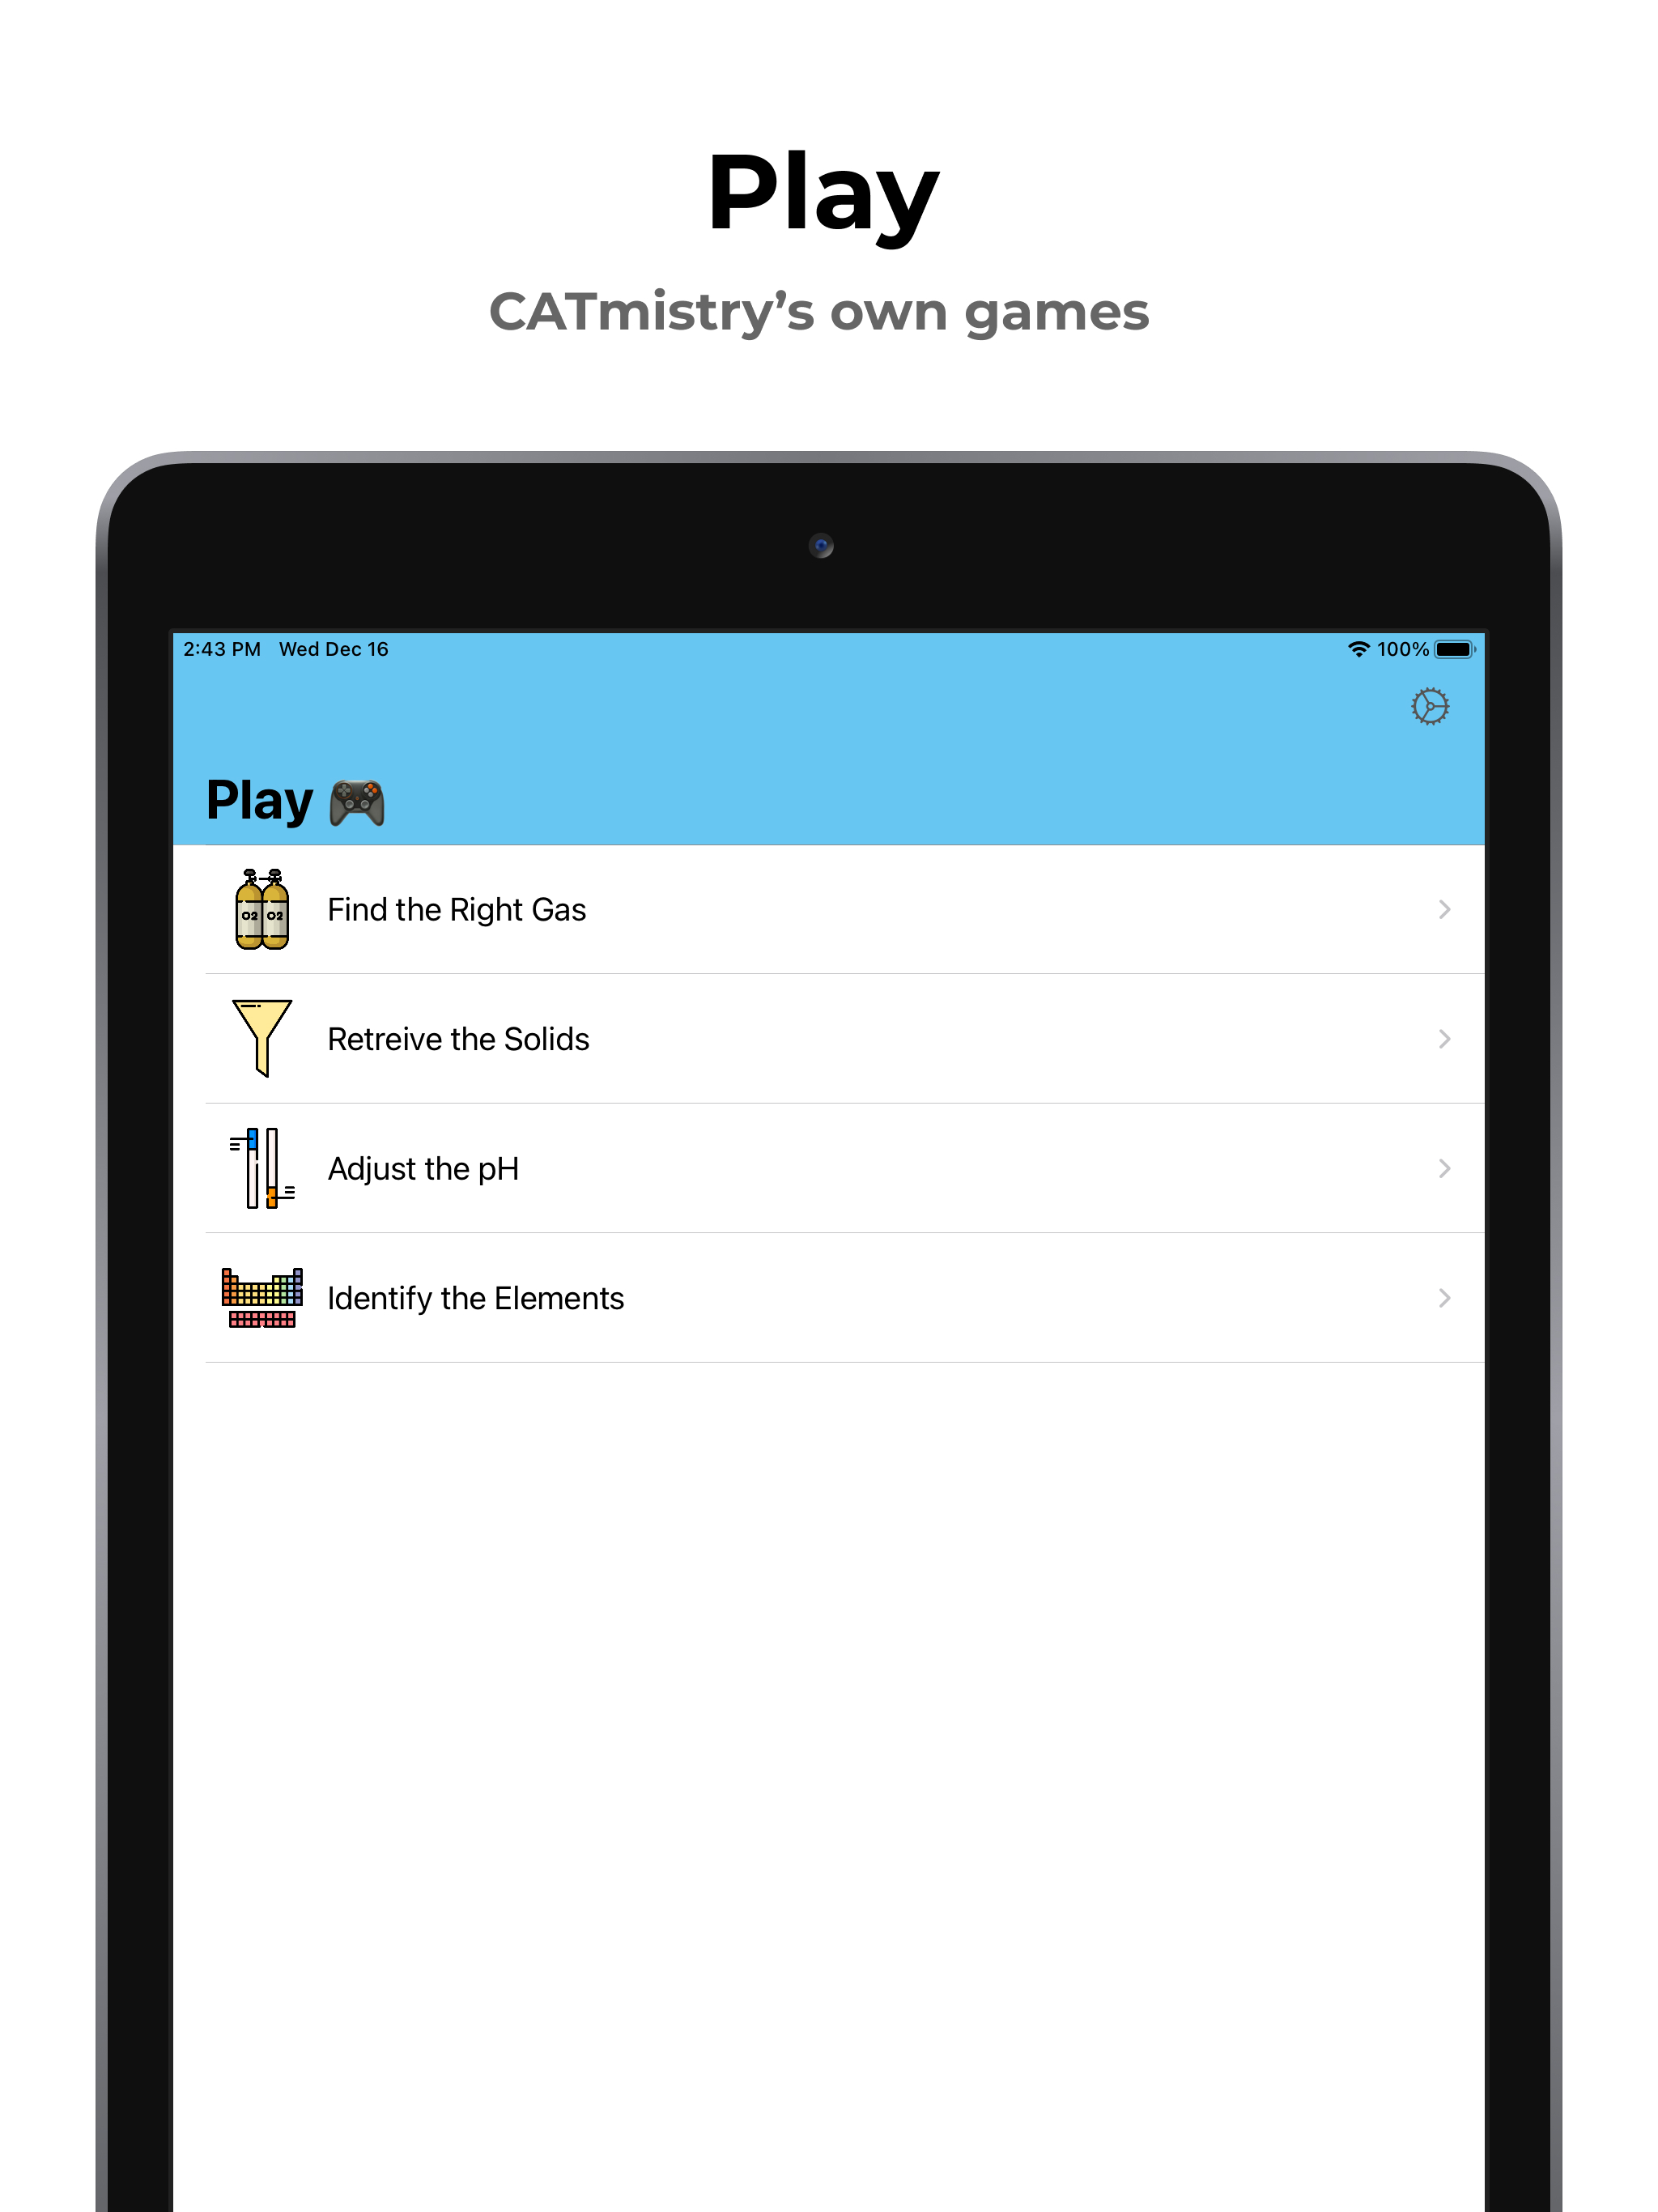 Play
CATmistry’s own games
2:43 PM Wed Dec 16
100%
Play
O2 O2
Find the Right Gas
Retreive the Solids
Adjust the pH
Identify the Elements